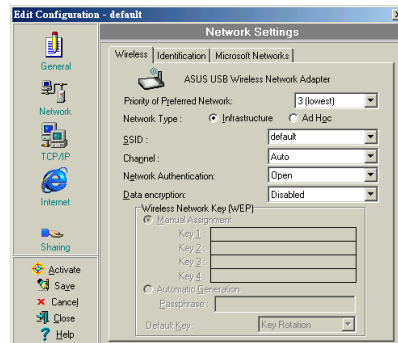 Edit Configuration - default
Network Settings
General
Network
TCP/IP
Internet
Sharing
Activate
Save
Cancel
Close
Help
Wireless Identification Microsoft Networks
ASUS USB Wireless Network Adapter
Priority of Preferred Network: 3 (lowest)
Network Type : Infrastructure Ad Hoc
SSID : default
Channel : Auto
Network Authentication: Open
Data encryption: Disabled
Wireless Network Key (WEP)
Manual Assignment
Key 1 :
Key 2 :
Key 3 :
Key 4 :
Automatic Generation
Passphrase :
Default Key : Key Rotation